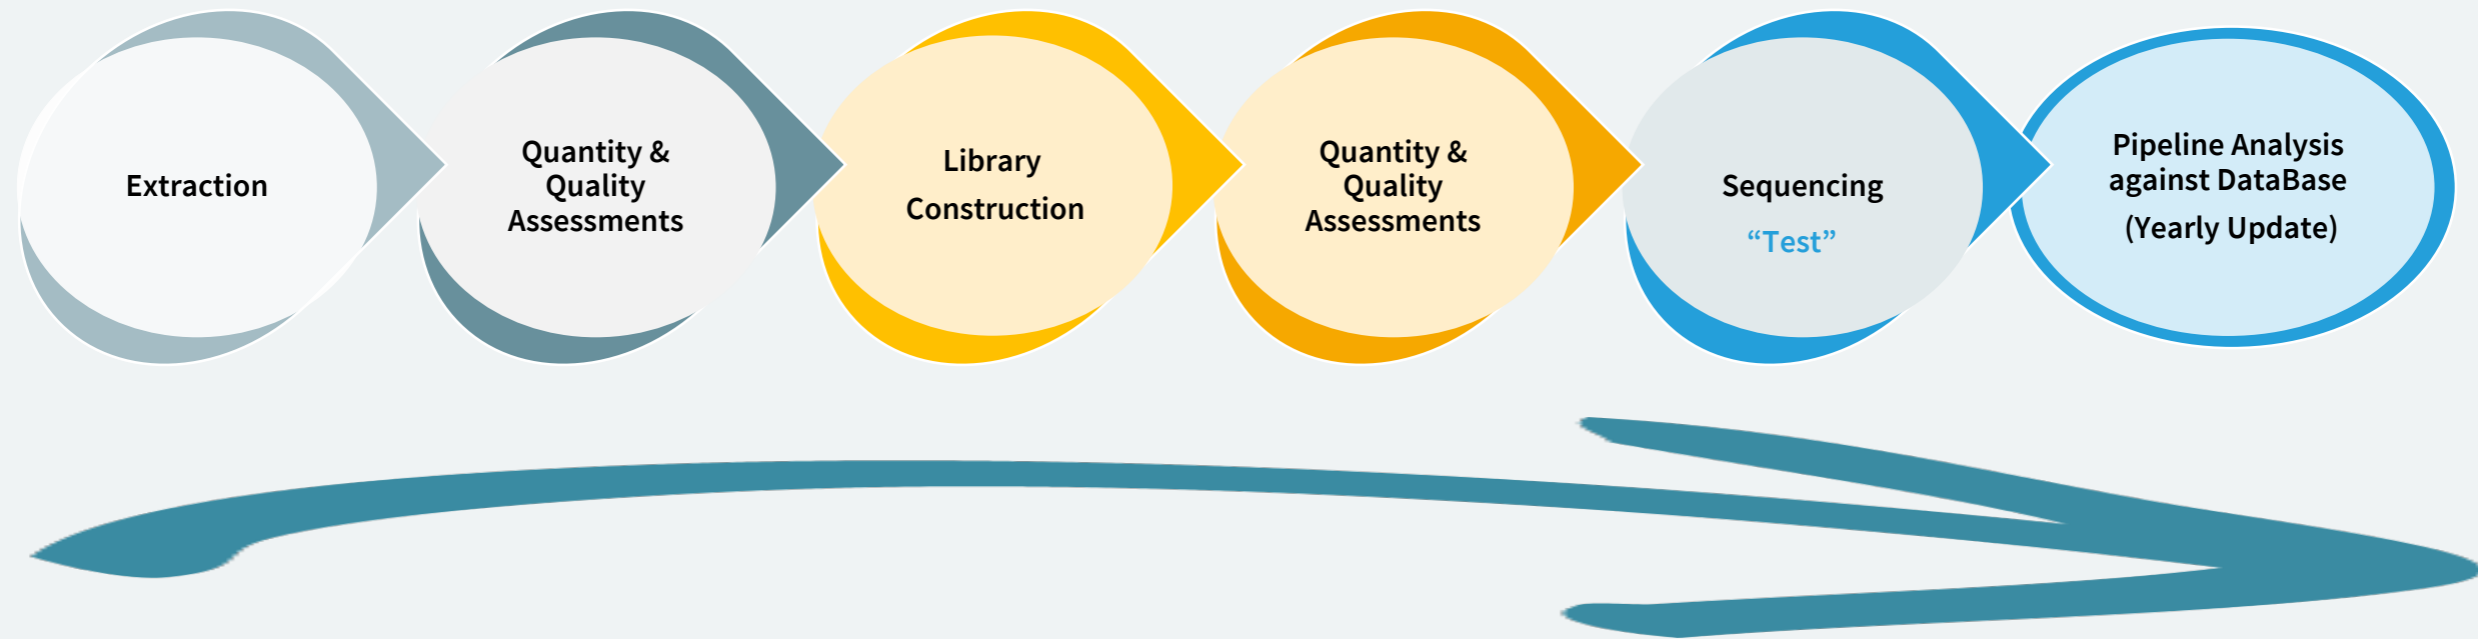 Extraction
Quantity &
Quality
Assessments
Library
Construction
Quantity &
Quality
Assessments
Sequencing
“Test”
Pipeline Analysis
against DataBase
(Yearly Update)